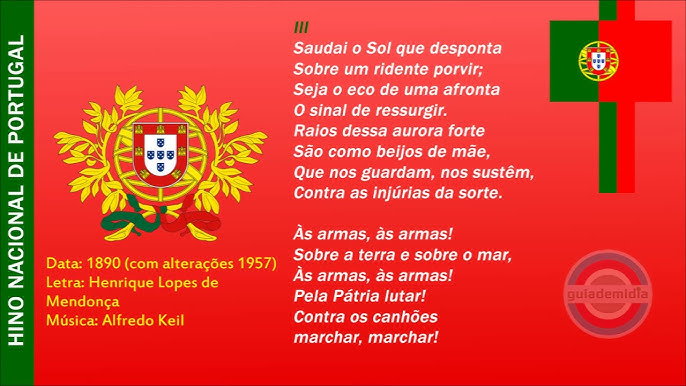 HINO NACIONAL DE PORTUGAL
Data: 1890 (com alterações 1957)
Letra: Henrique Lopes de
Mendonça
Música: Alfredo Keil
III
Saudai o Sol que desponta
Sobre um ridente porvir;
Seja o eco de uma afronta
O sinal de ressurgir.
Raios dessa aurora forte
São como beijos de mãe,
Que nos guardam, nos sustêm,
Contra as injúrias da sorte.
Às armas, às armas!
Sobre a terra e sobre o mar,
Às armas, às armas!
Pela Pátria lutar!
Contra os canhões
marchar, marchar!
guiademidia